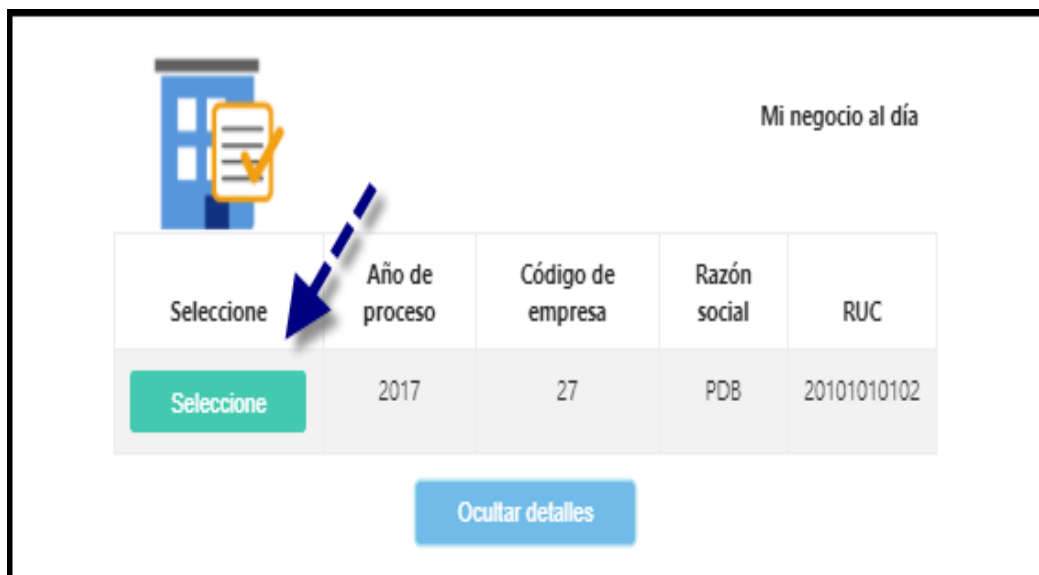 Mi negocio al día
Seleccione
Año de
proceso
Código de
empresa
Razón
social
RUC
Seleccione
2017
27
PDB
20101010102
Ocultar detalles